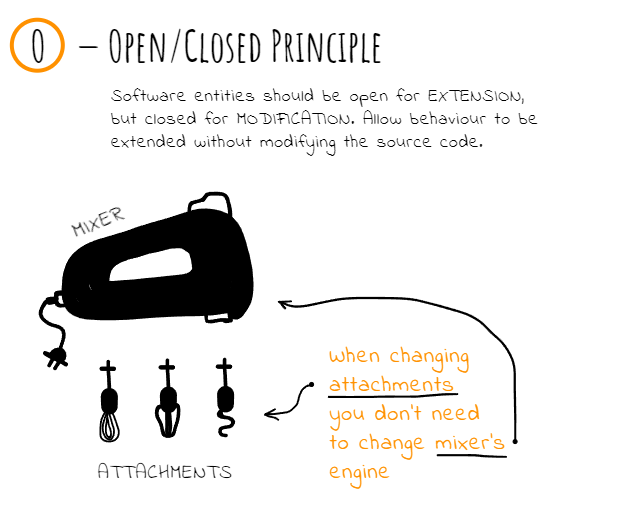 O – Open/Closed Principle
Software entities should be open for EXTENSION,
but closed for MODIFICATION. Allow behaviour to be
extended without modifying the source code.
MIXER
when changing
attachments
you don't need
to change mixer's
engine
ATTACHMENTS